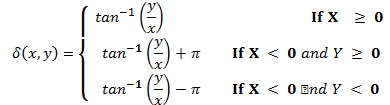 tan⁻¹(y/x) If X ≥ 0
δ(x, y) = { tan⁻¹(y/x) + π If X < 0 and Y ≥ 0
tan⁻¹(y/x) − π If X < 0 nd Y < 0